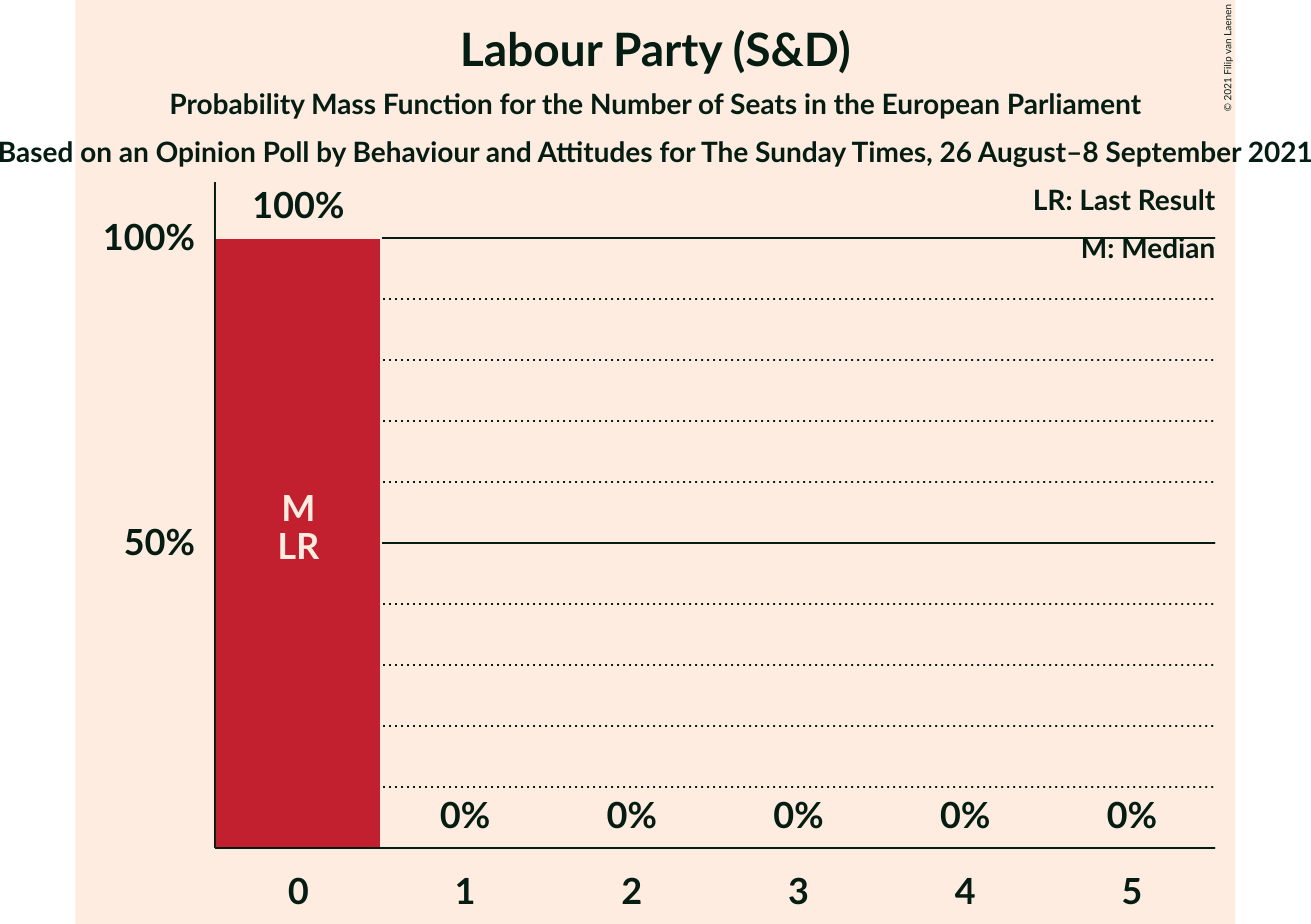 Labour Party (S&D)
Probability Mass Function for the Number of Seats in the European Parliament
Based on an Opinion Poll by Behaviour and Attitudes for The Sunday Times, 26 August–8 September 2021
© 2021 Filip van Laenen
LR: Last Result
M: Median
100%
100%
50%
M
LR
0%
0%
0%
0%
0%
0
1
2
3
4
5